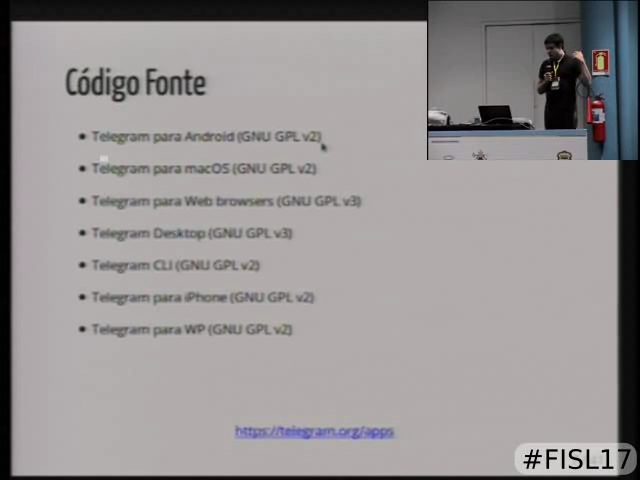 Código Fonte
Telegram para Android (GNU GPL v2)
Telegram para macOS (GNU GPL v2)
Telegram para Web browsers (GNU GPL v3)
Telegram Desktop (GNU GPL v3)
Telegram CLI (GNU GPL v2)
Telegram para iPhone (GNU GPL v2)
Telegram para WP (GNU GPL v2)
https://telegram.org/apps
#FISL17